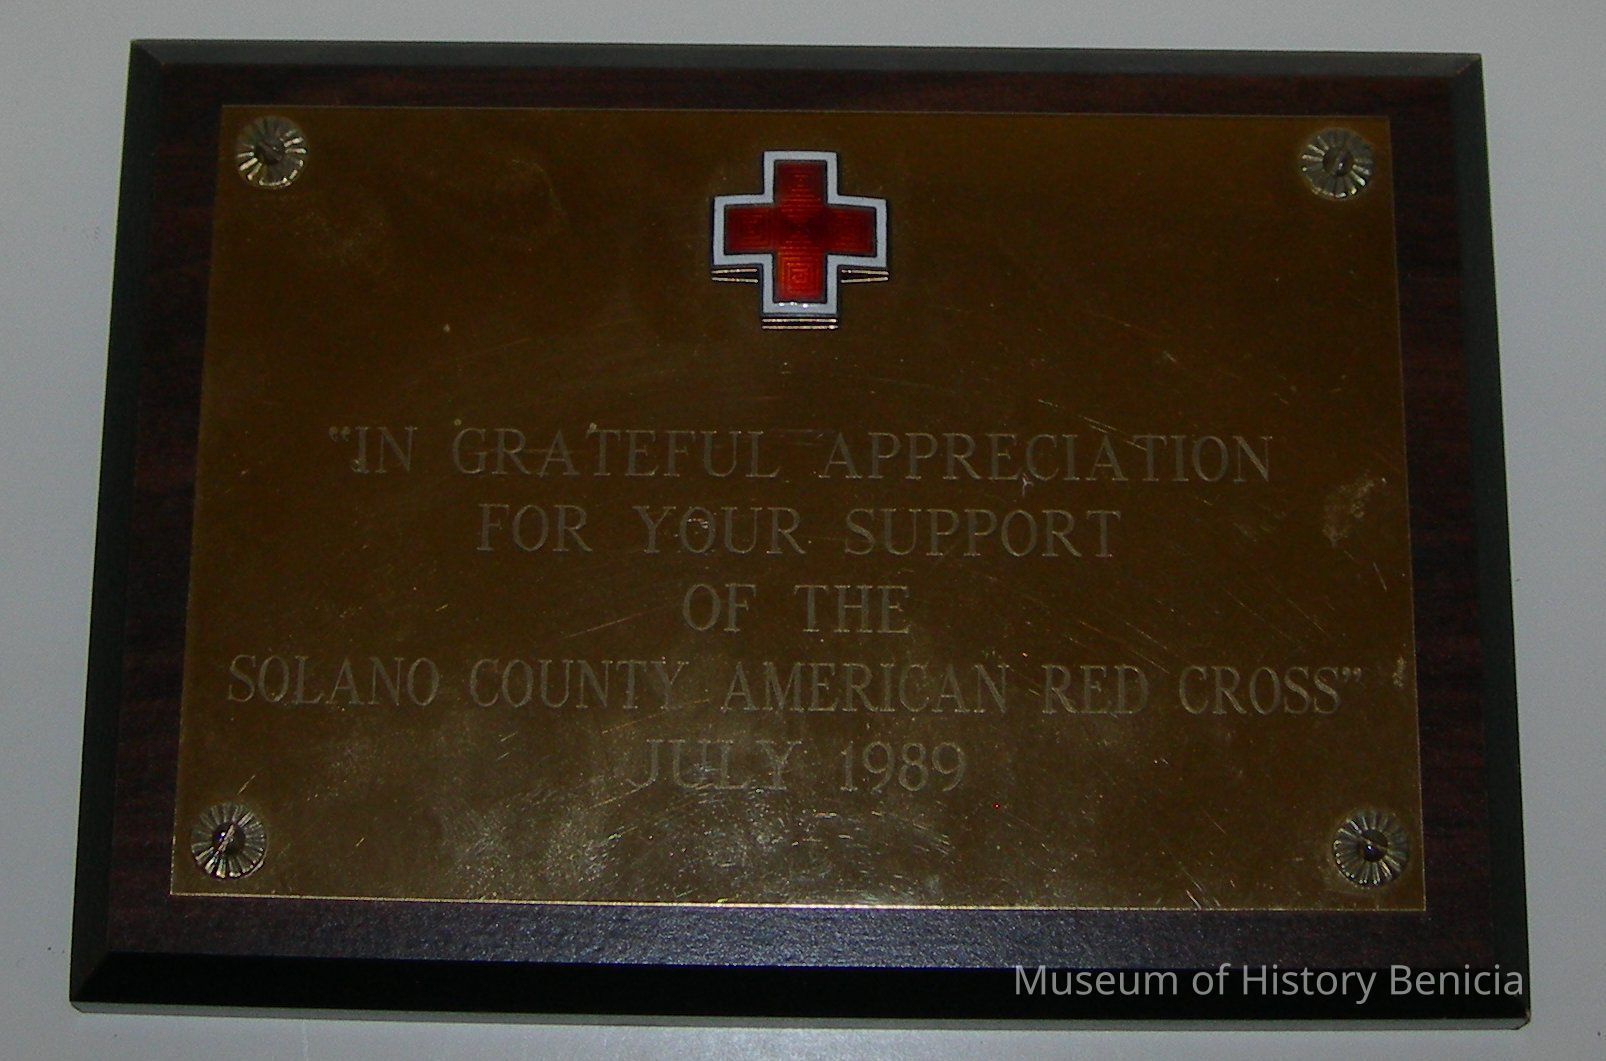 “IN GRATEFUL APPRECIATION
FOR YOUR SUPPORT
OF THE
SOLANO COUNTY AMERICAN RED CROSS”
JULY 1989
Museum of History Benicia